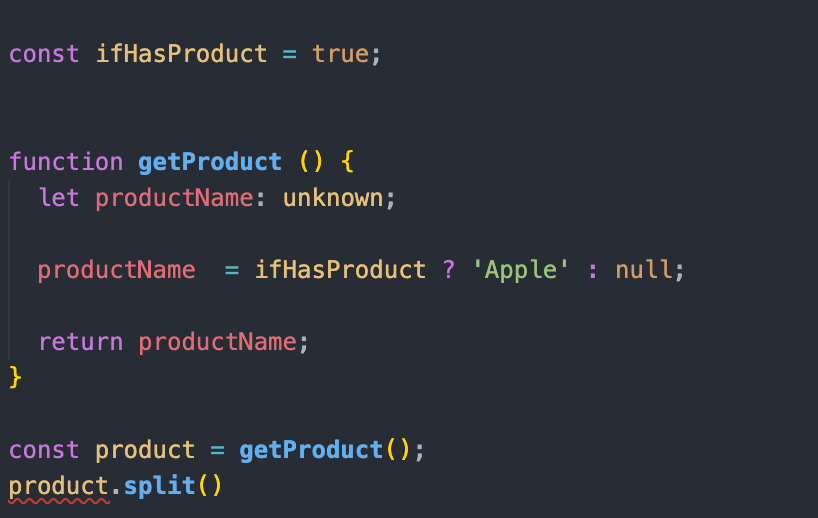 const ifHasProduct = true;
function getProduct () {
let productName: unknown;
productName  = ifHasProduct ? 'Apple' : null;
return productName;
}
const product = getProduct();
product.split()